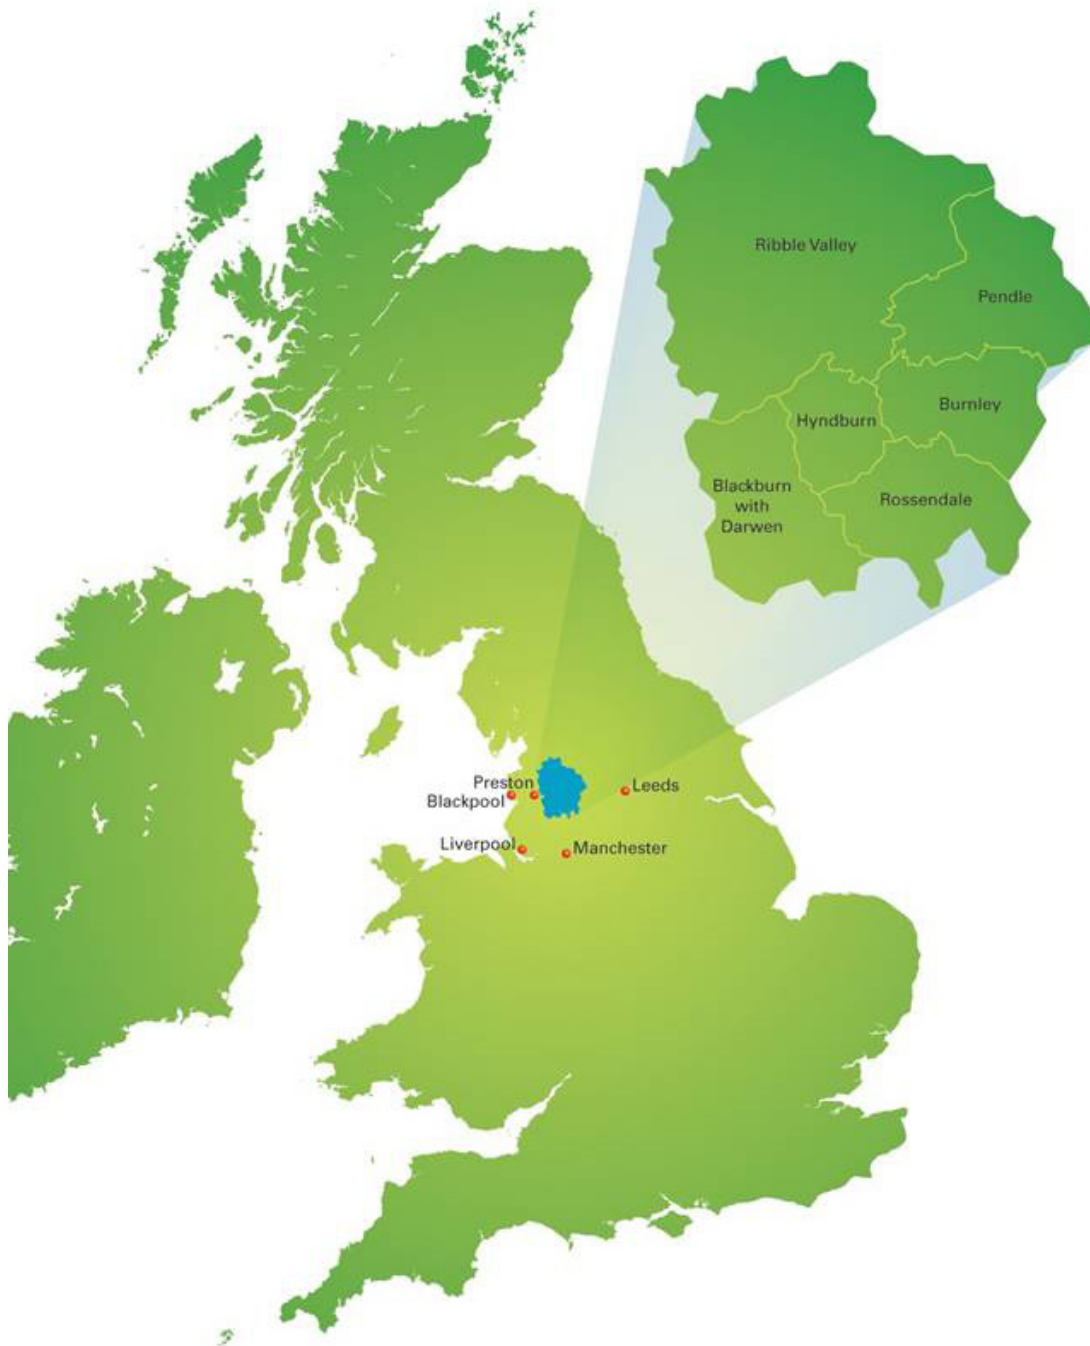 Ribble Valley
Pendle
Burnley
Hyndburn
Blackburn
with
Darwen
Rossendale
Preston
Blackpool
Leeds
Liverpool
Manchester